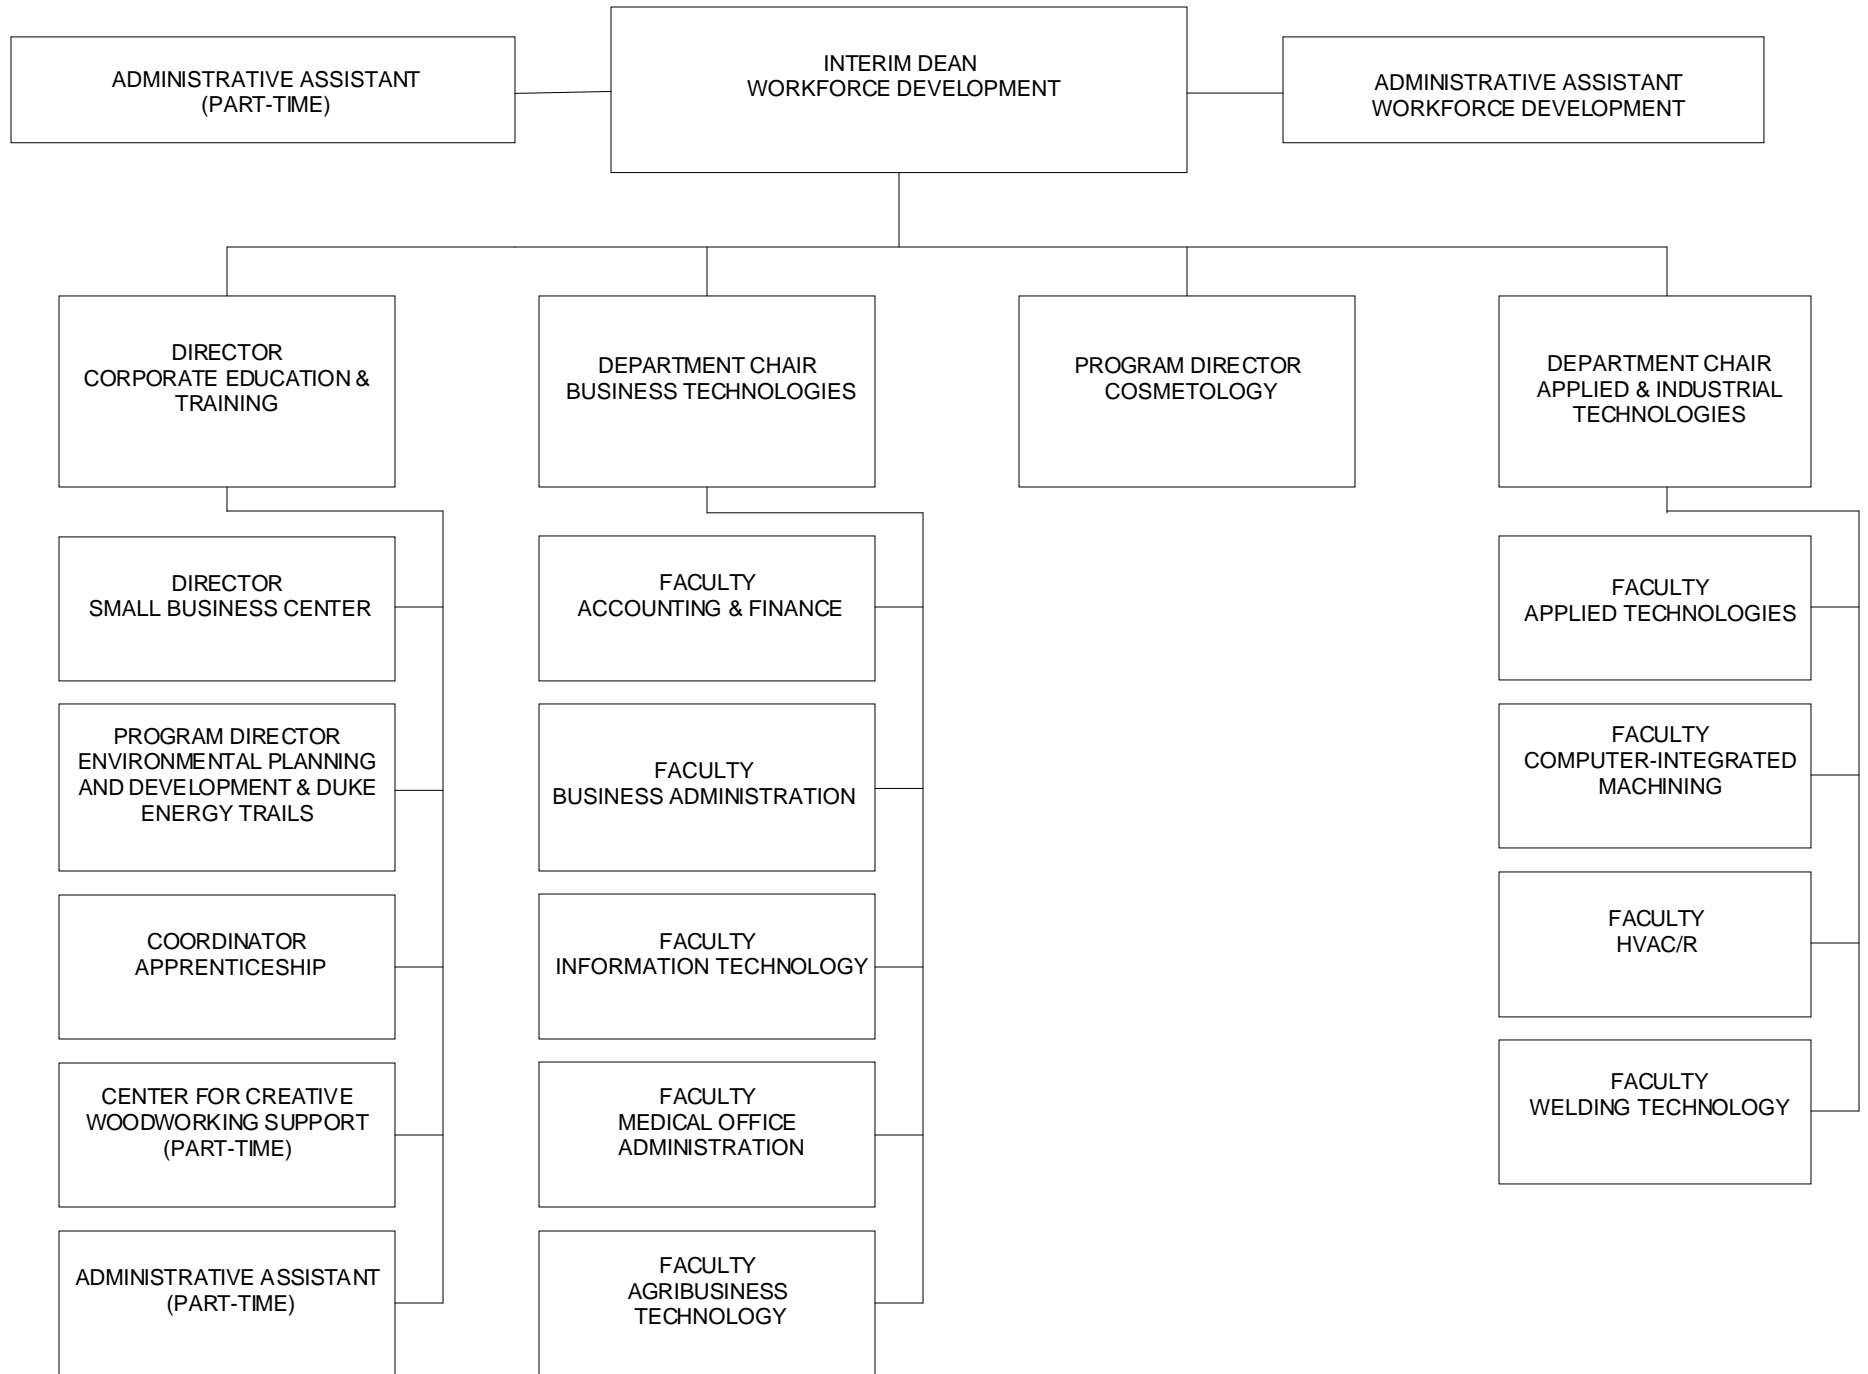 ADMINISTRATIVE ASSISTANT
(PART-TIME)
INTERIM DEAN
WORKFORCE DEVELOPMENT
ADMINISTRATIVE ASSISTANT
WORKFORCE DEVELOPMENT
DIRECTOR
CORPORATE EDUCATION &
TRAINING
DEPARTMENT CHAIR
BUSINESS TECHNOLOGIES
PROGRAM DIRECTOR
COSMETOLOGY
DEPARTMENT CHAIR
APPLIED & INDUSTRIAL
TECHNOLOGIES
DIRECTOR
SMALL BUSINESS CENTER
PROGRAM DIRECTOR
ENVIRONMENTAL PLANNING
AND DEVELOPMENT & DUKE
ENERGY TRAILS
COORDINATOR
APPRENTICESHIP
CENTER FOR CREATIVE
WOODWORKING SUPPORT
(PART-TIME)
ADMINISTRATIVE ASSISTANT
(PART-TIME)
FACULTY
ACCOUNTING & FINANCE
FACULTY
BUSINESS ADMINISTRATION
FACULTY
INFORMATION TECHNOLOGY
FACULTY
MEDICAL OFFICE
ADMINISTRATION
FACULTY
AGRIBUSINESS
TECHNOLOGY
FACULTY
APPLIED TECHNOLOGIES
FACULTY
COMPUTER-INTEGRATED
MACHINING
FACULTY
HVAC/R
FACULTY
WELDING TECHNOLOGY